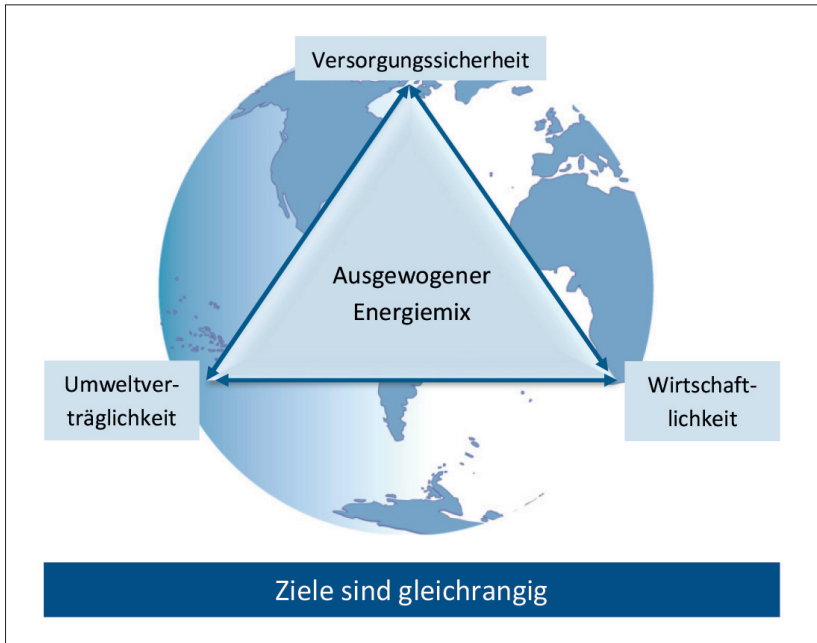 Versorgungssicherheit
Ausgewogener
Energiemix
Umweltver-
träglichkeit
Wirtschaft-
lichkeit
Ziele sind gleichrangig